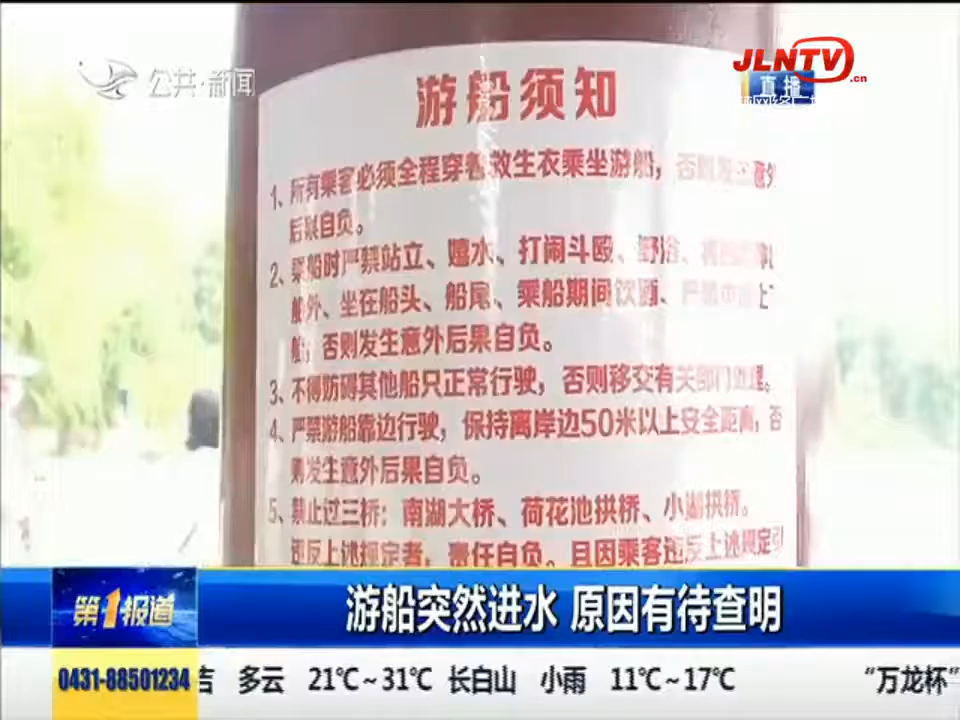 公共·新闻
JLNTV.cn
直播
游船须知
1、所有乘客必须全程穿着救生衣乘坐游船，否则发生意外
后果自负。
2、乘船时严禁站立、嬉水、打闹斗殴、野浴、
船外、坐在船头、船尾、乘船期间饮酒、严禁中途上下
船；否则发生意外后果自负。
3、不得妨碍其他船只正常行驶，否则移交有关部门处理。
4、严禁游船靠边行驶，保持离岸边50米以上安全距离，否
则发生意外后果自负。
5、禁止过三桥：南湖大桥、荷花池拱桥、小湖拱桥。
违反上述规定者，责任自负。且因乘客违反上述规定引
第1报道
游船突然进水 原因有待查明
0431-88501234
吉 多云 21℃~31℃ 长白山 小雨 11℃~17℃ “万龙杯”